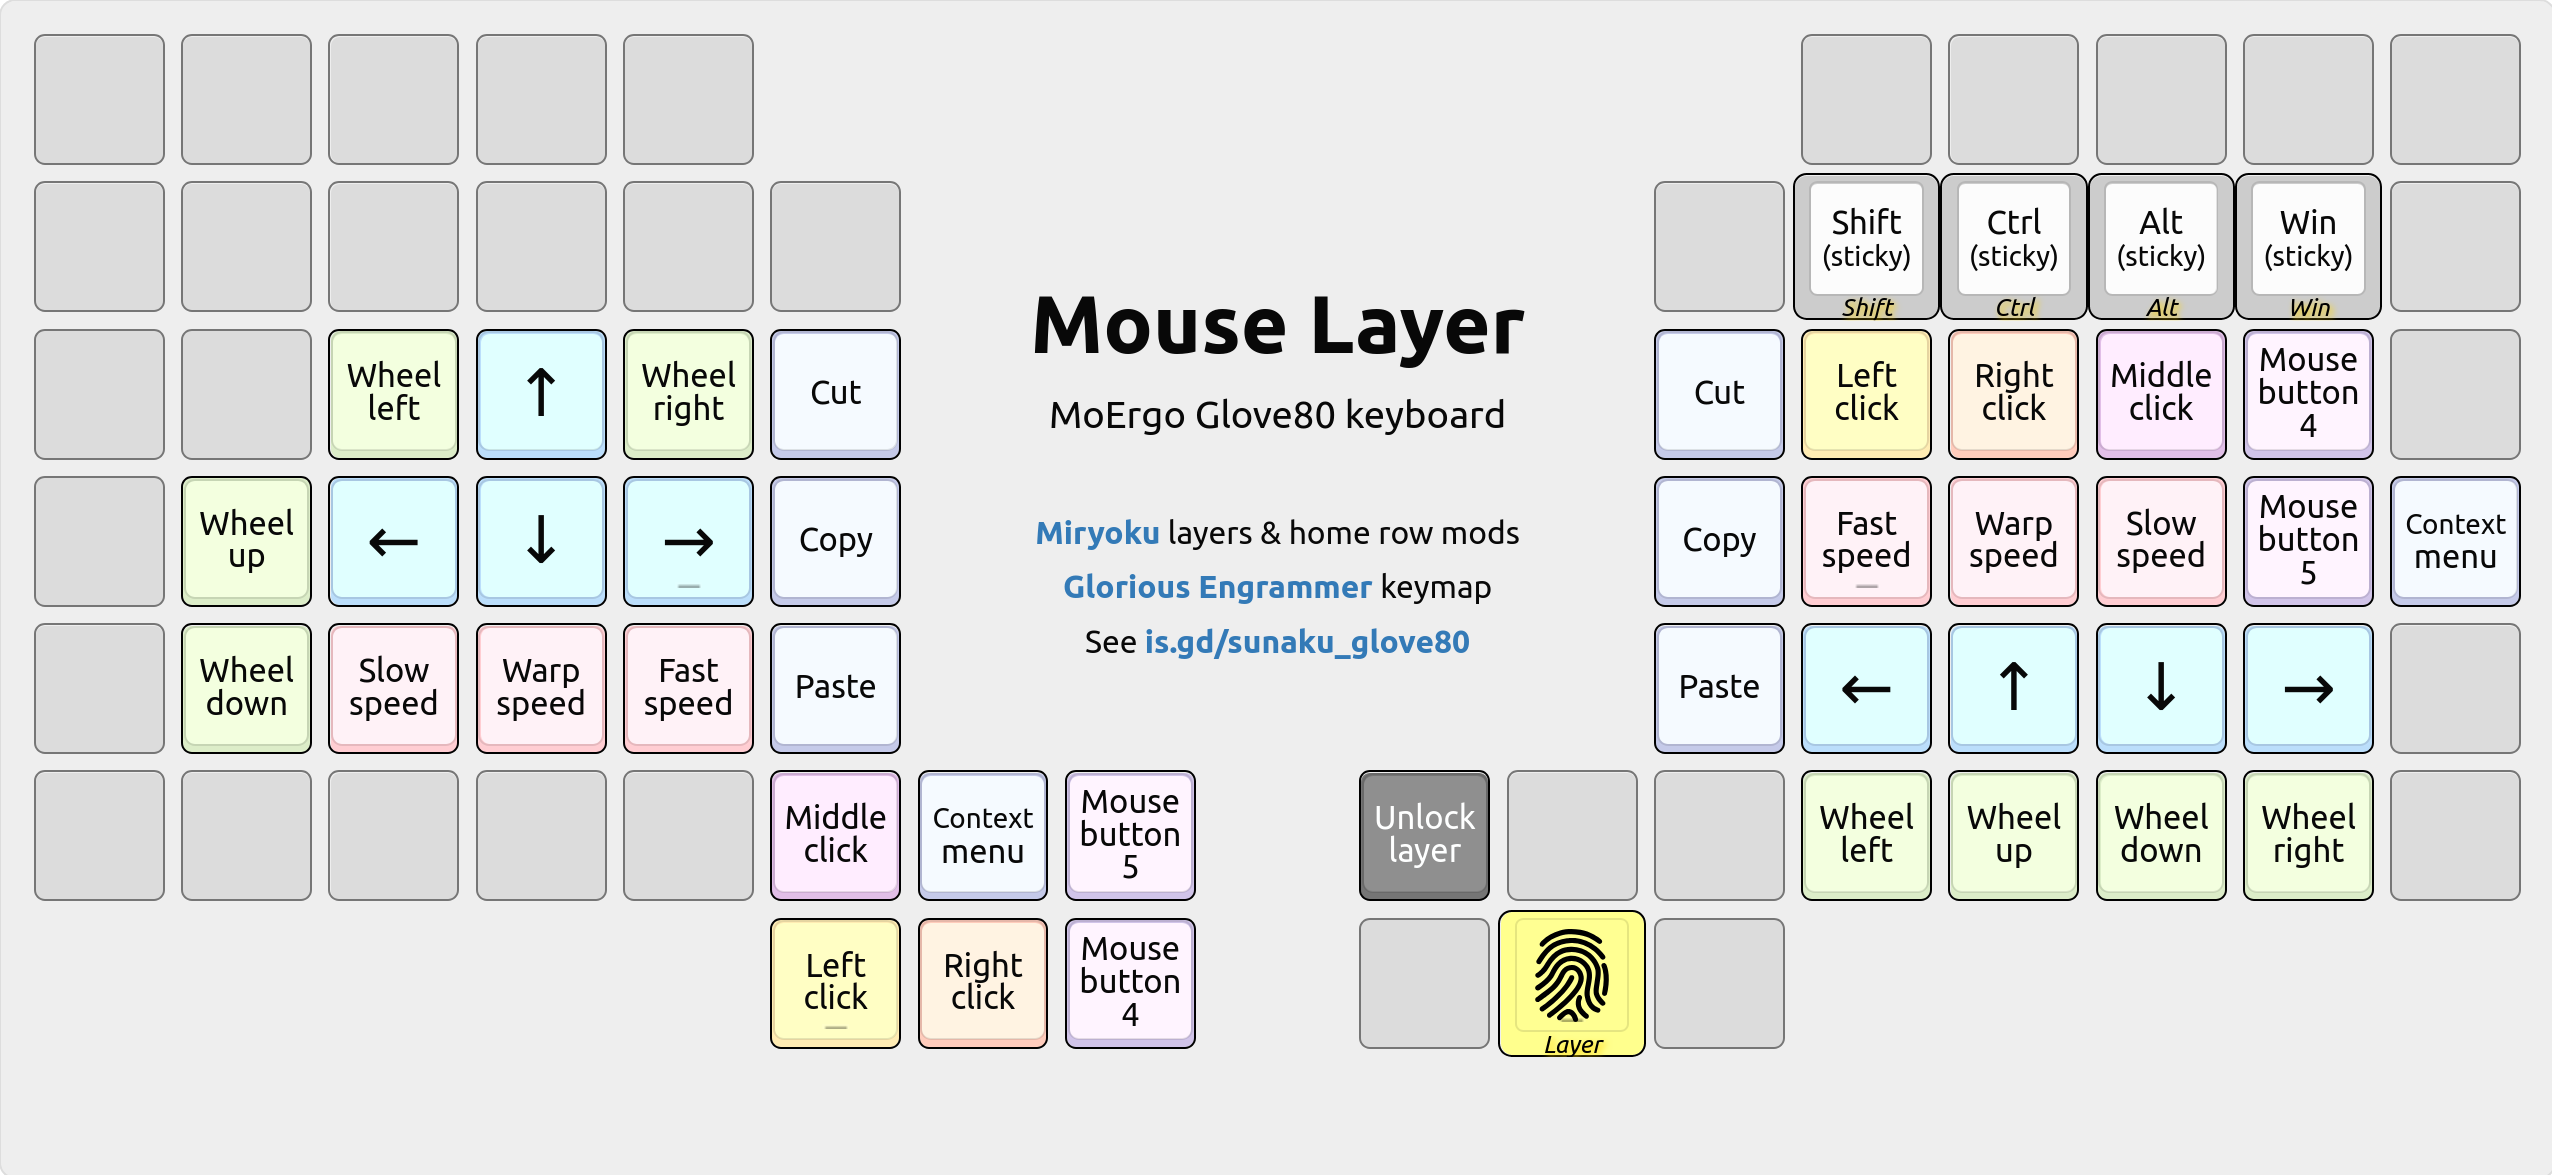 Shift Ctrl Alt Win
(sticky) (sticky) (sticky) (sticky)
Shift Ctrl Alt Win
Mouse Layer
MoErgo Glove80 keyboard
Miryoku layers & home row mods
Glorious Engrammer keymap
See is.gd/sunaku_glove80
Wheel
left
↑
Wheel
right
Cut
Cut
Left
click
Right
click
Middle
click
Mouse
button
4
Wheel
up
←
↓
→
Copy
Copy
Fast
speed
Warp
speed
Slow
speed
Mouse
button
5
Context
menu
Wheel
down
Slow
speed
Warp
speed
Fast
speed
Paste
Paste
←
↑
↓
→
Middle
click
Context
menu
Mouse
button
5
Unlock
layer
Wheel
left
Wheel
up
Wheel
down
Wheel
right
Left
click
Right
click
Mouse
button
4
Layer